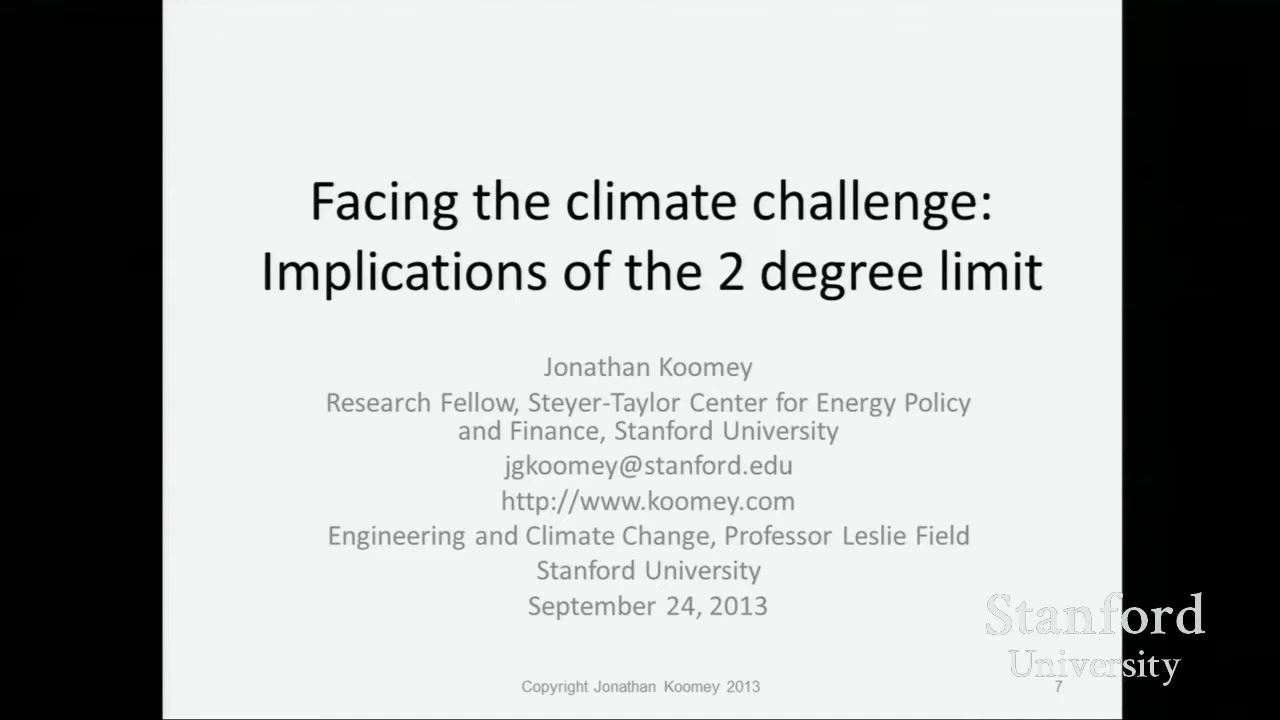 Facing the climate challenge:
Implications of the 2 degree limit
Jonathan Koomey
Research Fellow, Steyer-Taylor Center for Energy Policy
and Finance, Stanford University
jgkoomey@stanford.edu
http://www.koomey.com
Engineering and Climate Change, Professor Leslie Field
Stanford University
September 24, 2013
Stanford
University
Copyright Jonathan Koomey 2013
7